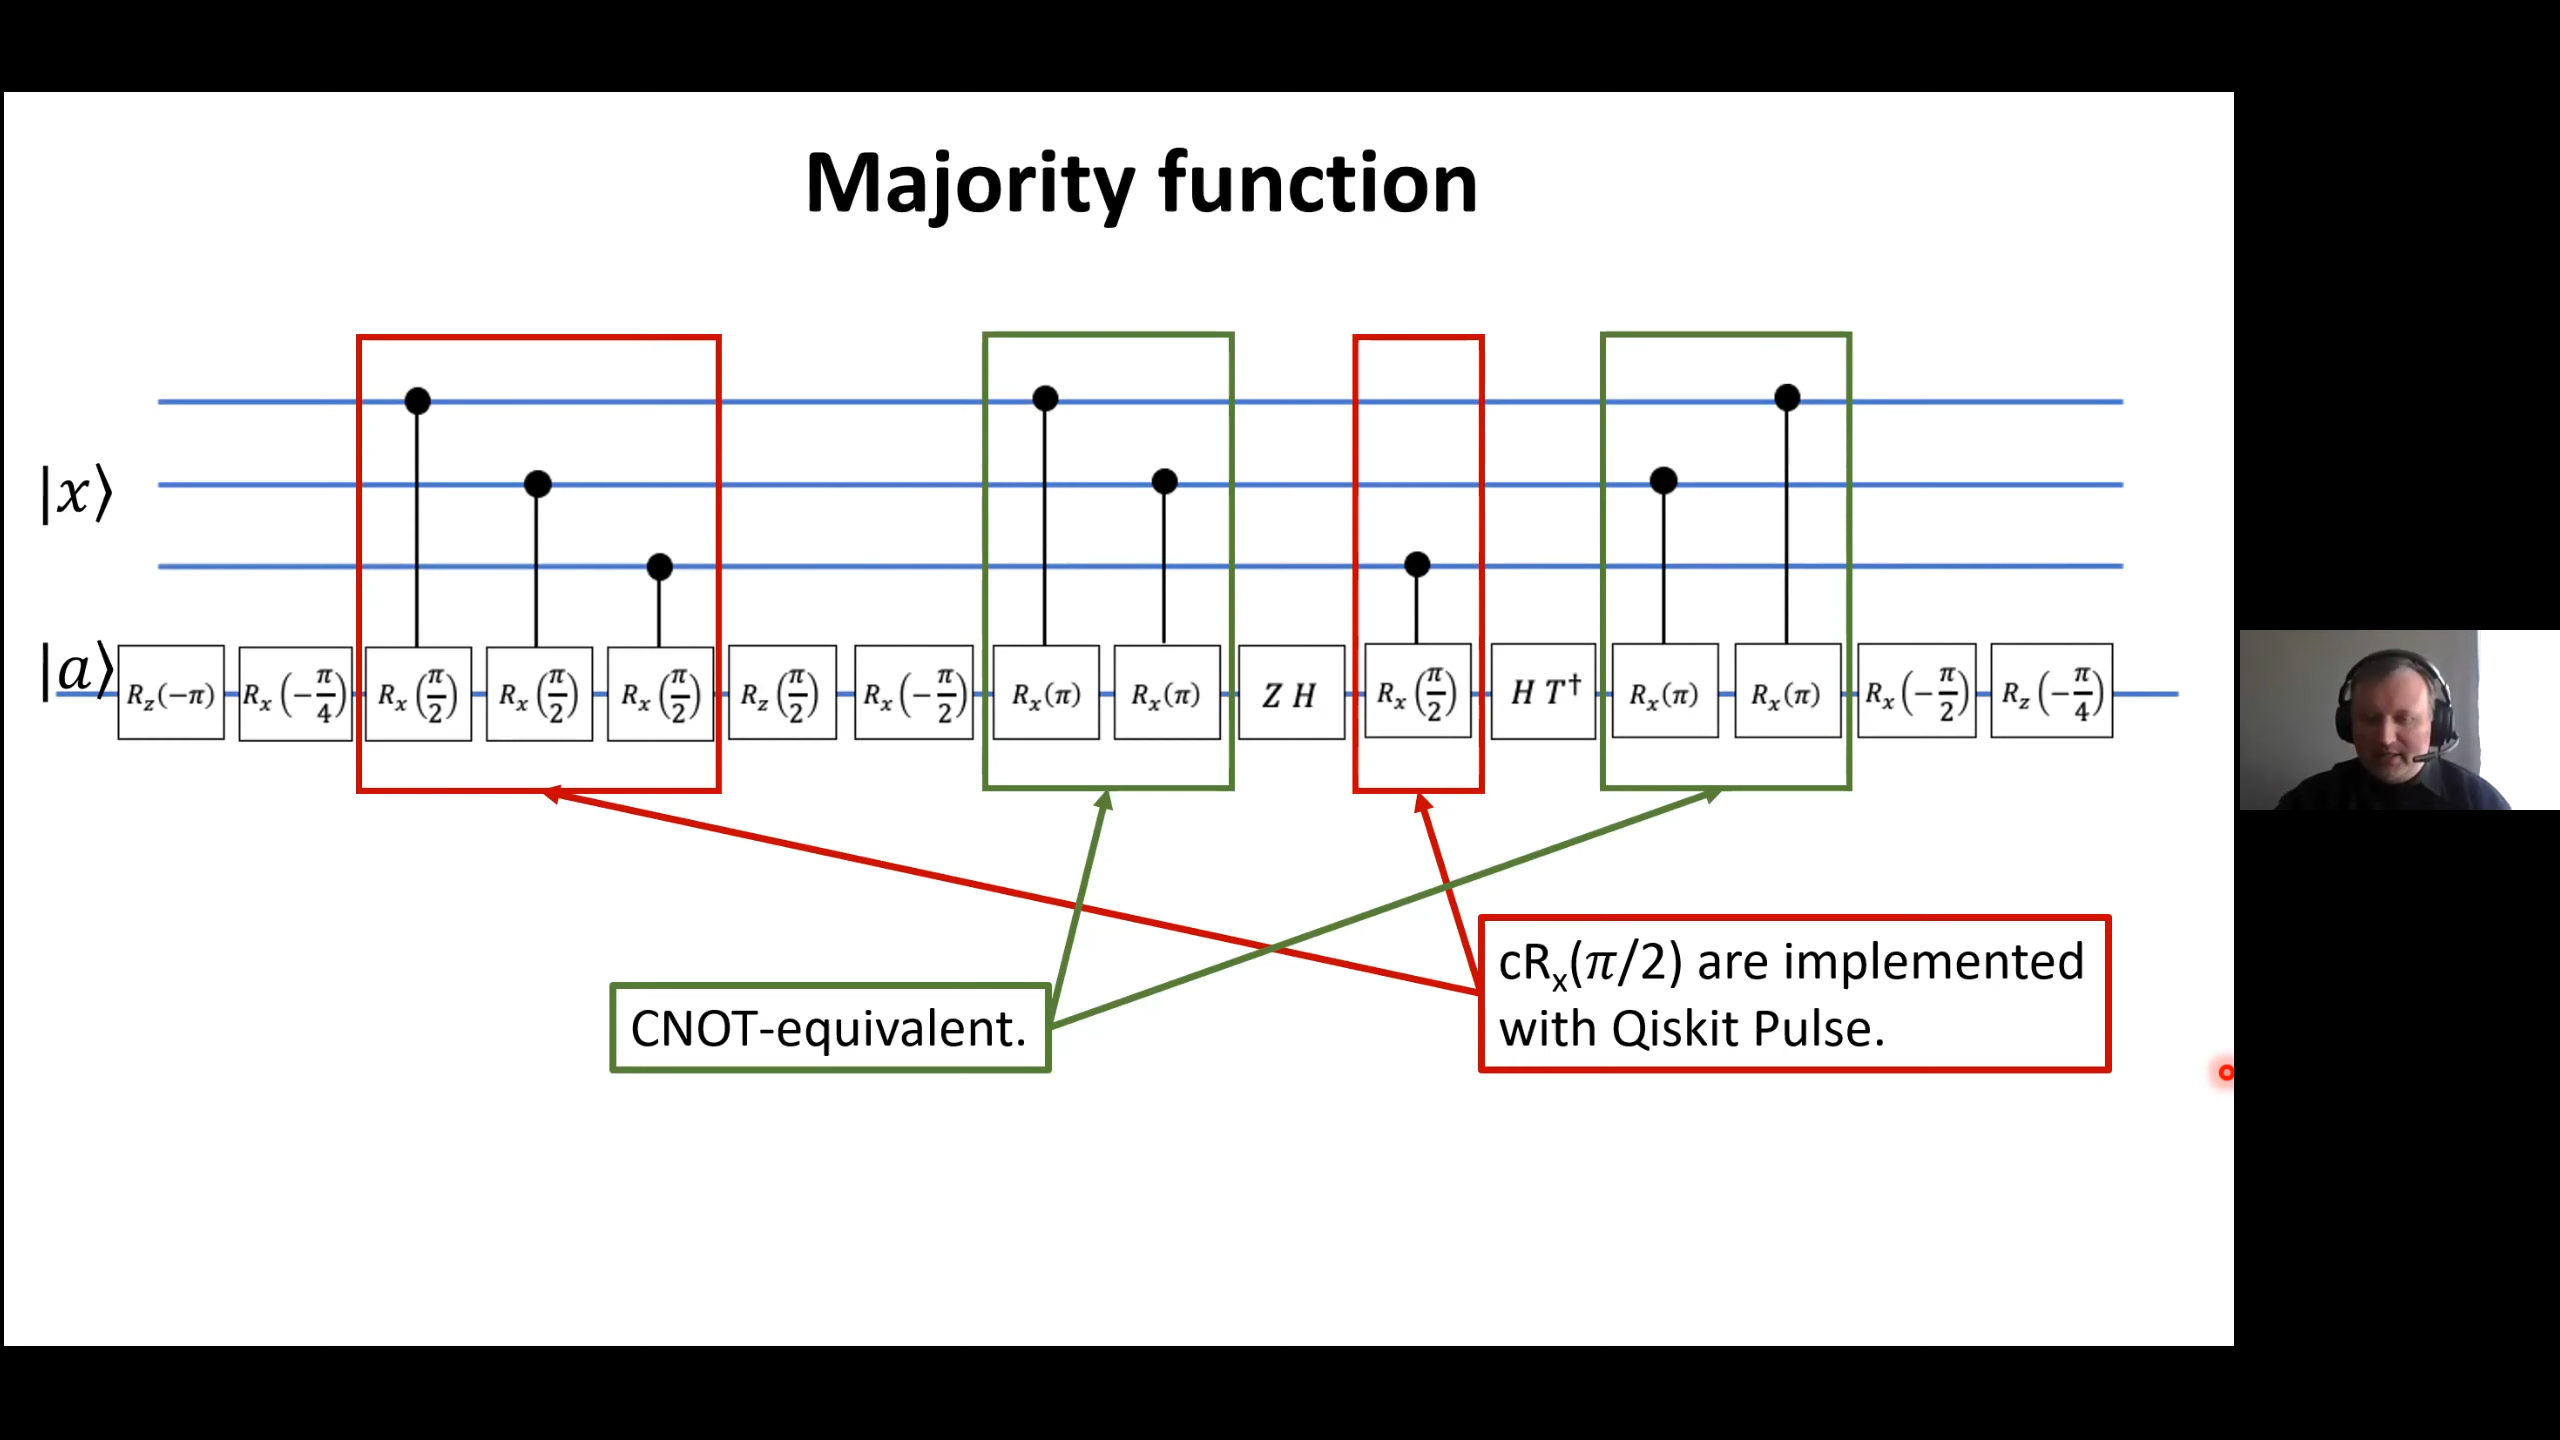 Majority function
|x⟩
|a⟩
R_z(−π) R_x(−π/4) R_x(π/2) R_x(π/2) R_x(π/2) R_z(π/2) R_x(−π/2) R_x(π) R_x(π) Z H R_x(π/2) H T† R_x(π) R_x(π) R_x(−π/2) R_z(−π/4)
cR_x(π/2) are implemented
with Qiskit Pulse.
CNOT-equivalent.